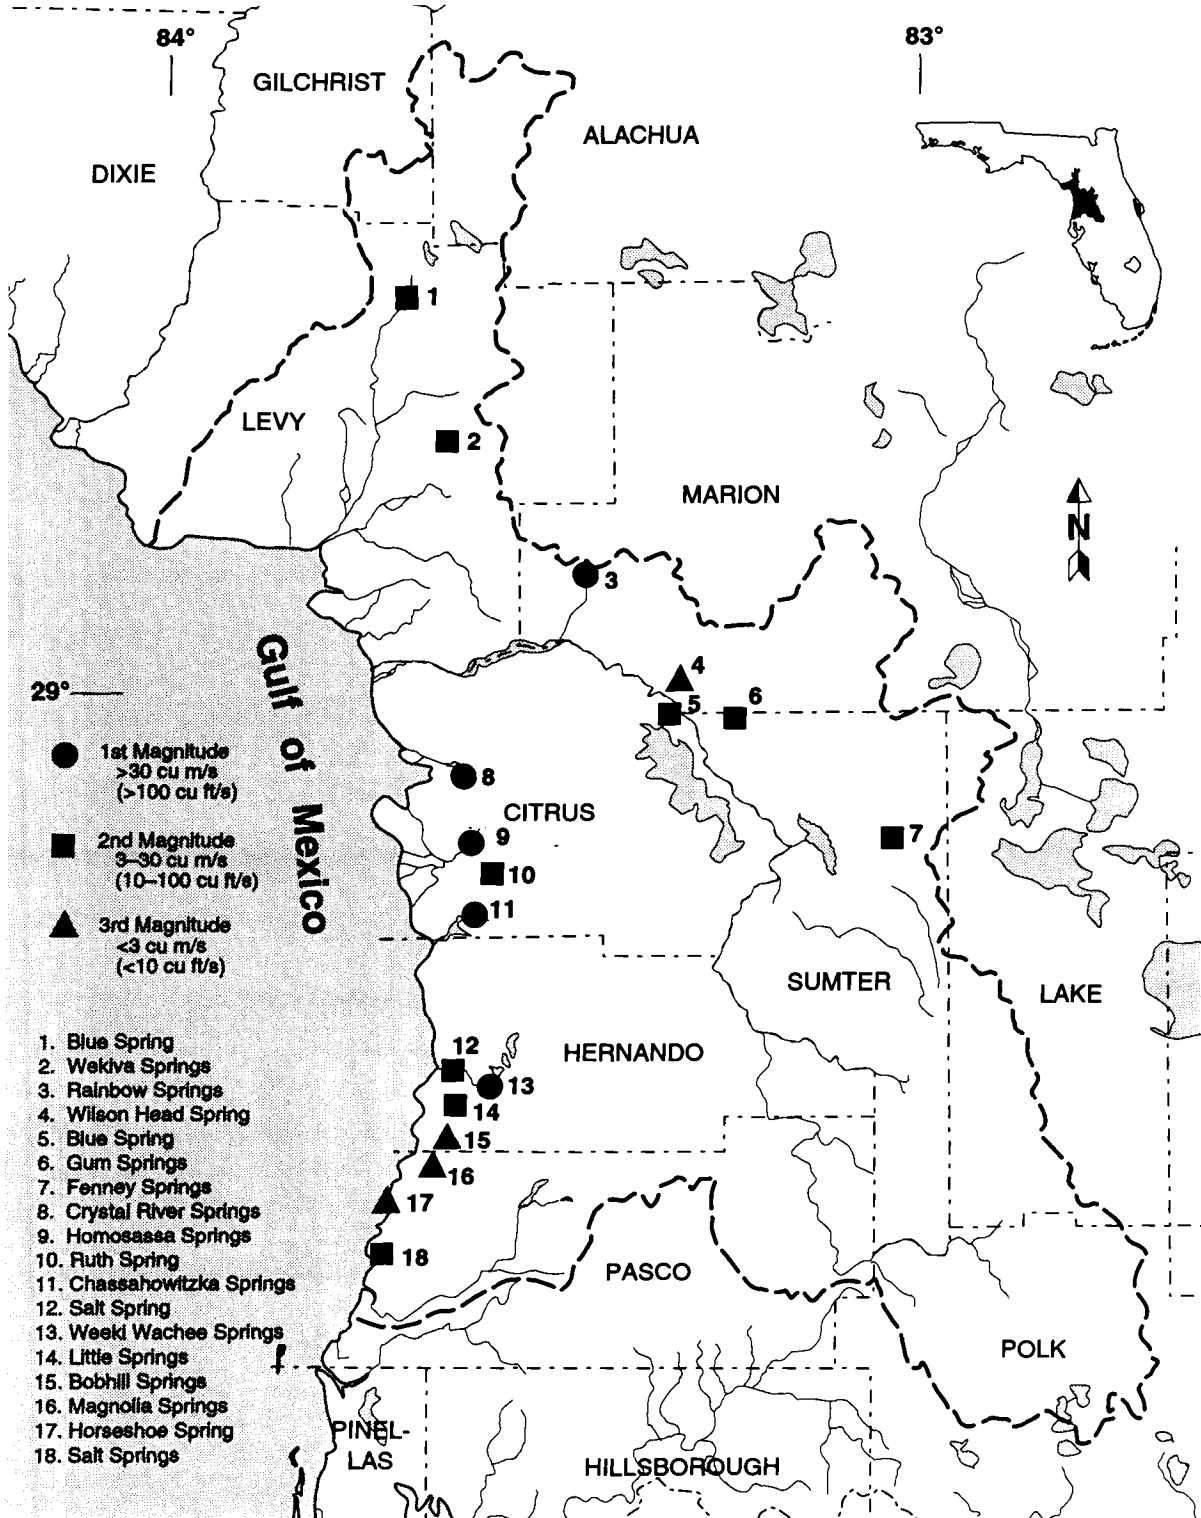 84°
83°
GILCHRIST
ALACHUA
DIXIE
1
LEVY
2
MARION
N
3
4
29°
5
6
Gulf of Mexico
1st Magnitude
>30 cu m/s
(>100 cu ft/s)
8
CITRUS
2nd Magnitude
3–30 cu m/s
(10–100 cu ft/s)
9
7
10
11
3rd Magnitude
<3 cu m/s
(<10 cu ft/s)
SUMTER
LAKE
HERNANDO
12
13
14
15
16
17
18
1. Blue Spring
2. Wekiva Springs
3. Rainbow Springs
4. Wilson Head Spring
5. Blue Spring
6. Gum Springs
7. Fenney Springs
8. Crystal River Springs
9. Homosassa Springs
10. Ruth Spring
11. Chassahowitzka Springs
12. Salt Spring
13. Weeki Wachee Springs
14. Little Springs
15. Bobhill Springs
16. Magnolia Springs
17. Horseshoe Spring
18. Salt Springs
PASCO
POLK
PINEL-
LAS
HILLSBOROUGH